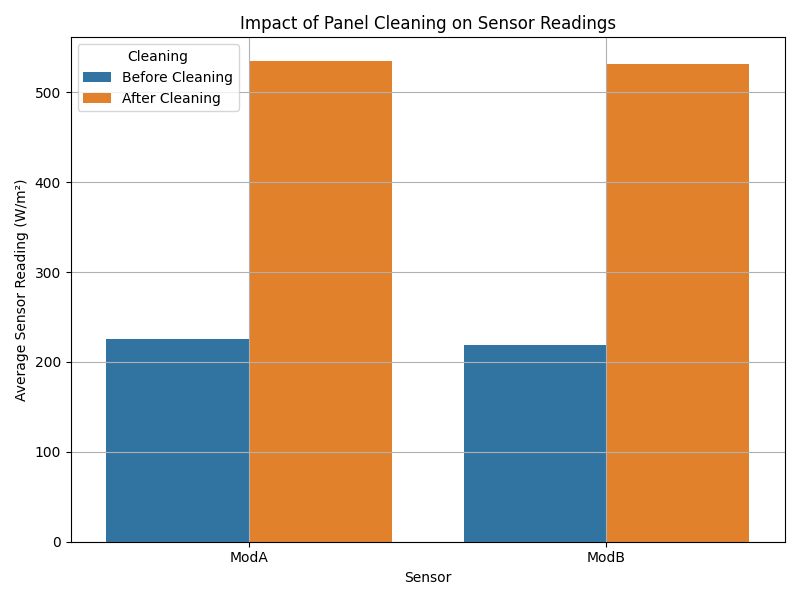 Impact of Panel Cleaning on Sensor Readings
Cleaning
Before Cleaning
After Cleaning
Average Sensor Reading (W/m²)
500
400
300
200
100
0
ModA ModB
Sensor